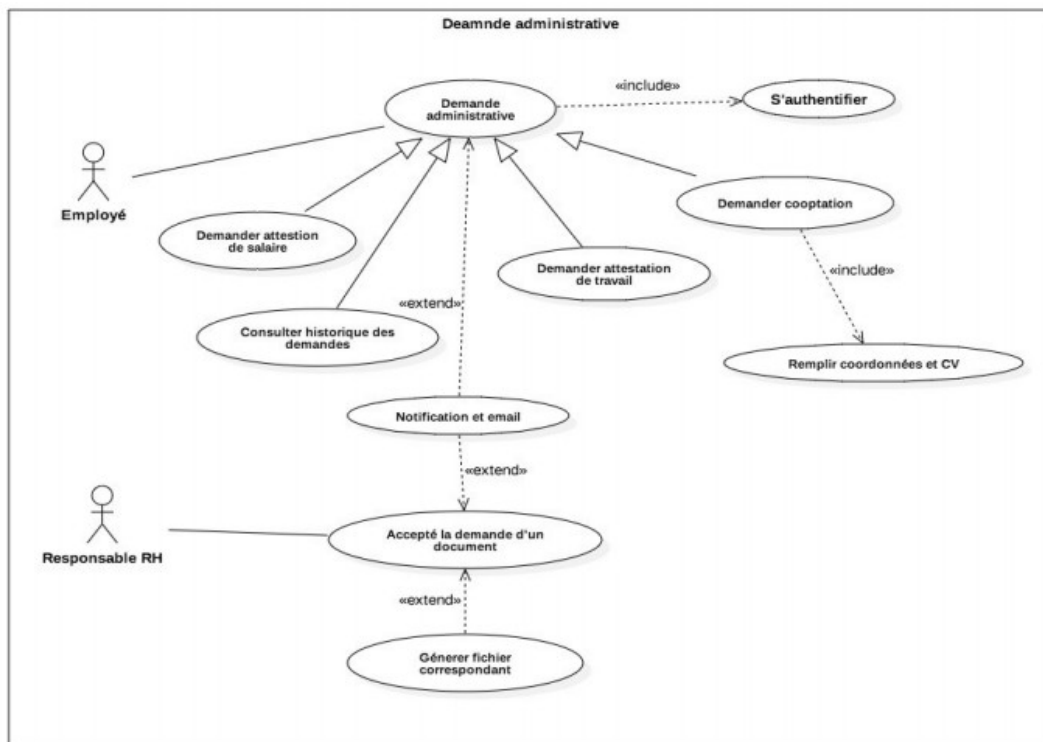 Deamnde administrative
«include»
Demande
administrative
S'authentifier
Employé
Demander cooptation
Demander attestion
de salaire
Demander attestation
de travail
«include»
«extend»
Consulter historique des
demandes
Remplir coordonnées et CV
Notification et email
«extend»
Responsable RH
Accepté la demande d'un
document
«extend»
Génerer fichier
correspondant